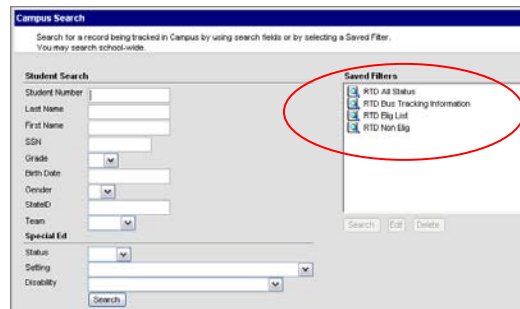 Campus Search
Search for a record being tracked in Campus by using search fields or by selecting a Saved Filter.
You may search school-wide.
Student Search
Student Number
Last Name
First Name
SSN
Grade
Birth Date
Gender
StateID
Team
Special Ed
Status
Setting
Disability
Search
Saved Filters
RTD All Status
RTD Bus Tracking Information
RTD Elig List
RTD Non Elig
Search Edit Delete